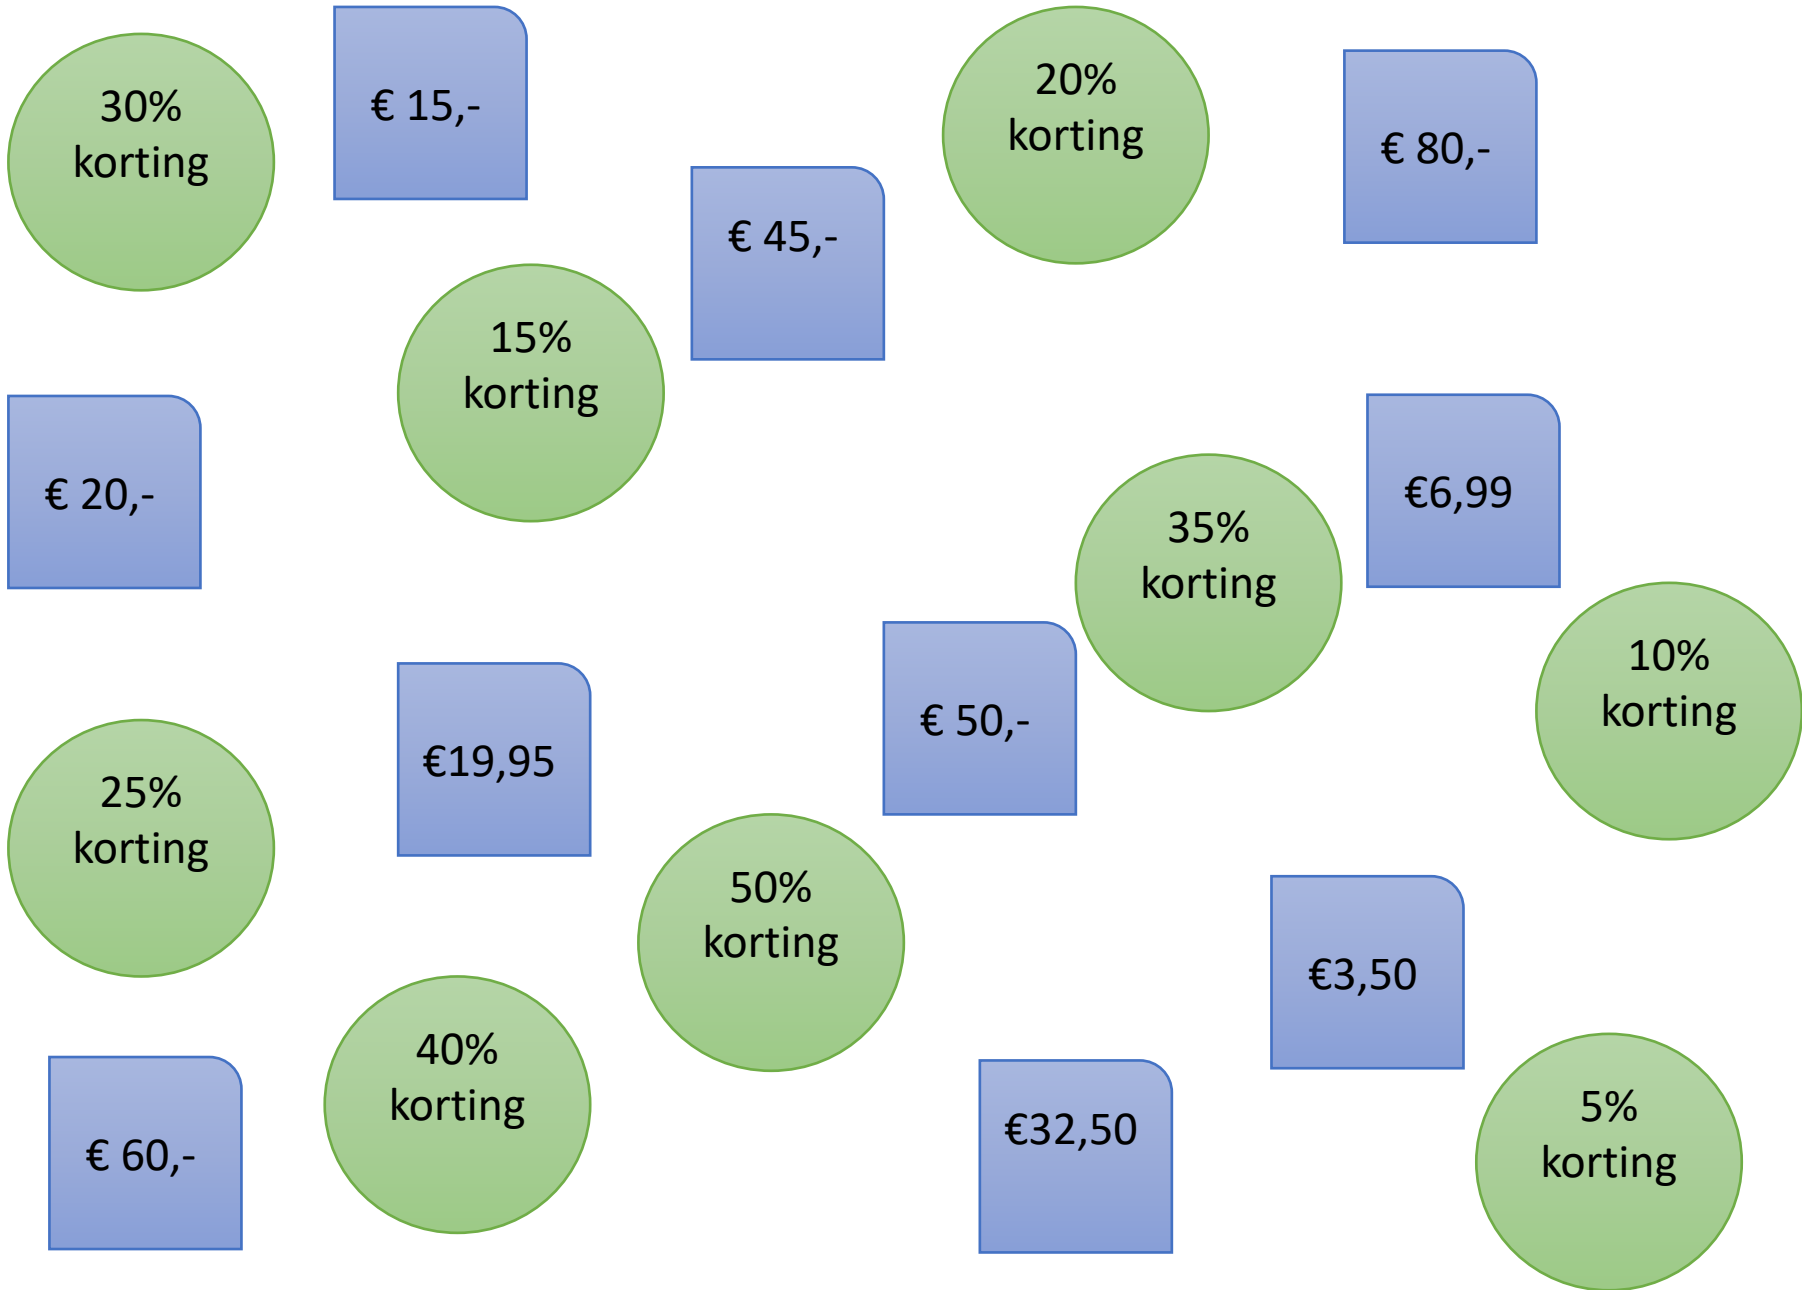 30%
korting
€ 15,-
20%
korting
€ 80,-
€ 45,-
15%
korting
€ 20,-
€6,99
35%
korting
10%
korting
€ 50,-
€19,95
25%
korting
50%
korting
€3,50
40%
korting
€32,50
5%
korting
€ 60,-